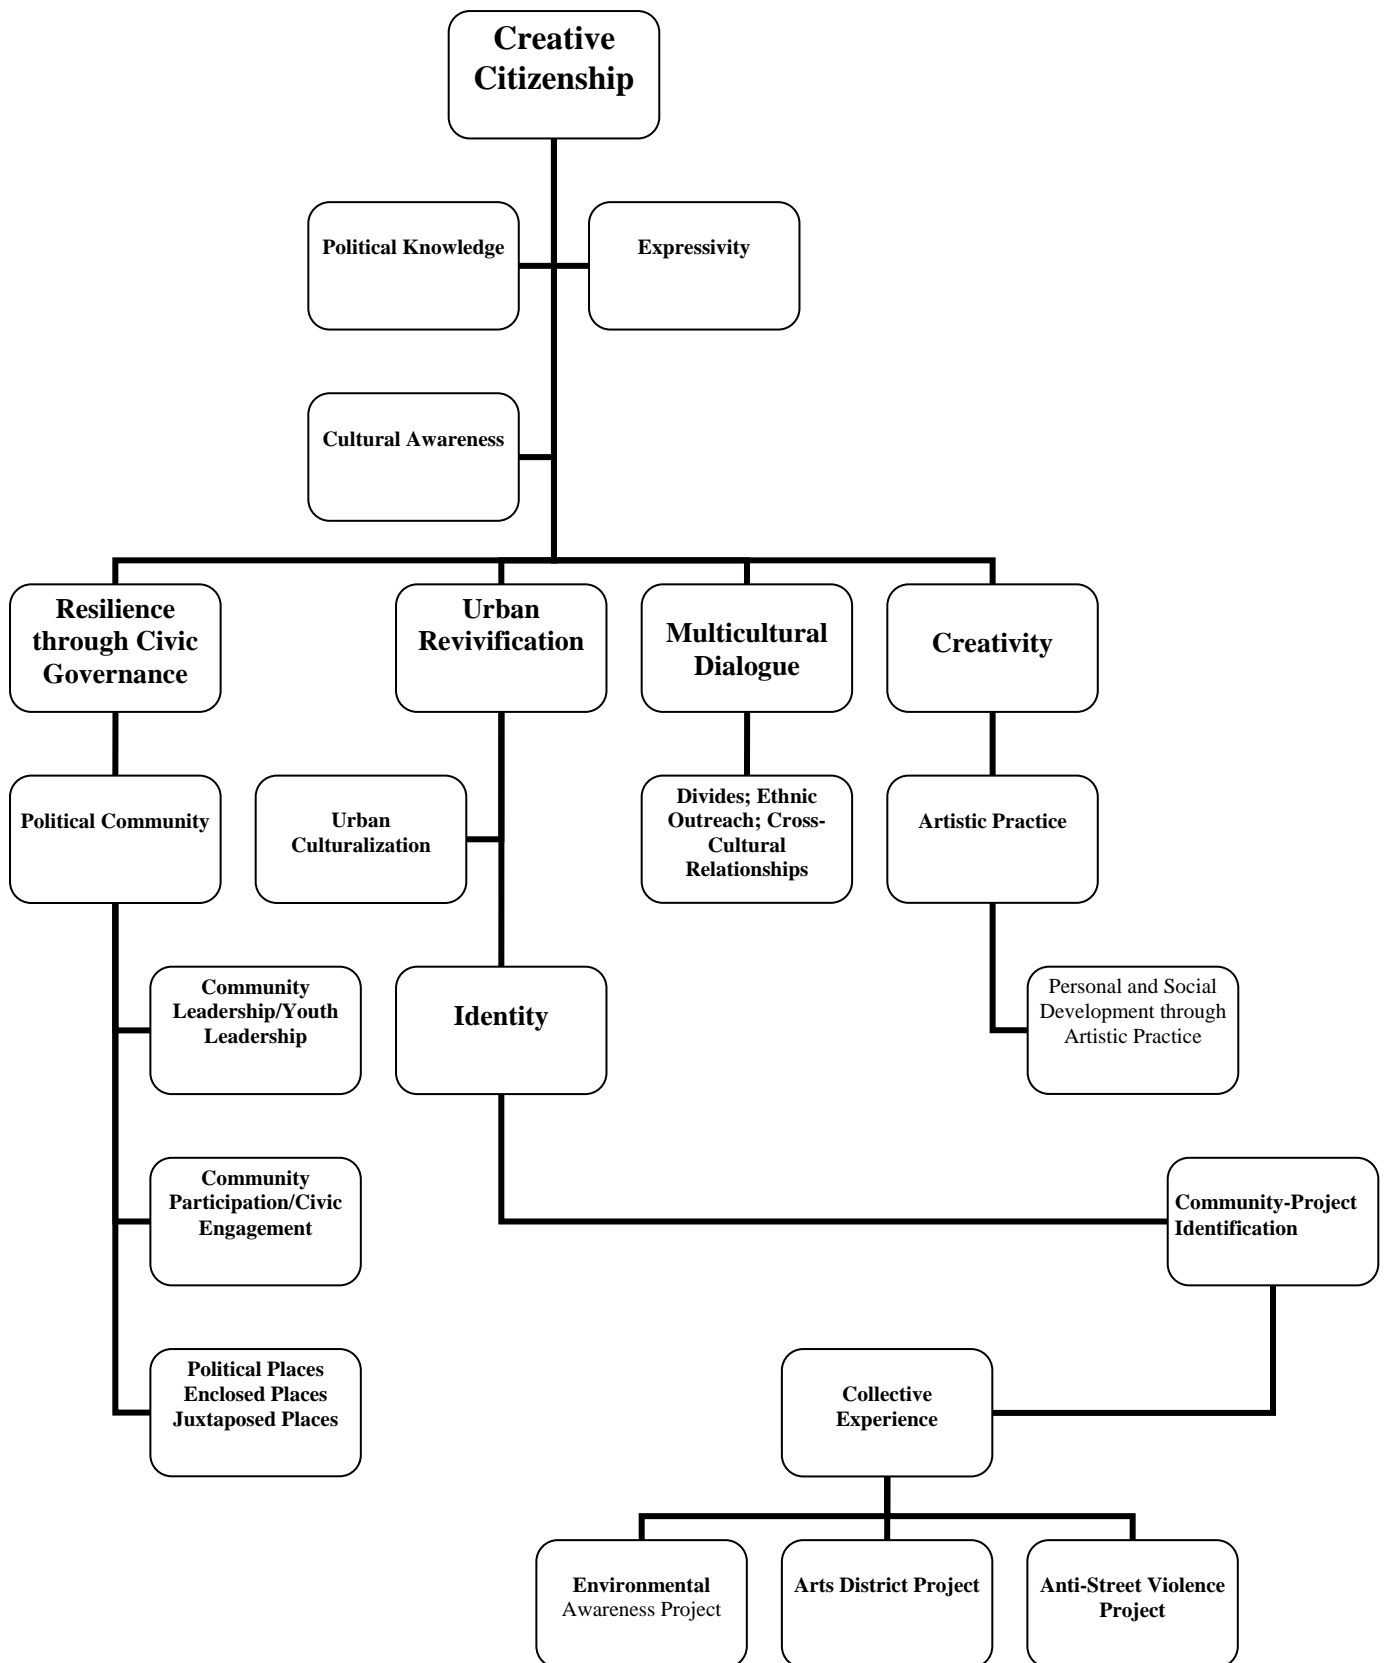 Creative
Citizenship
Political Knowledge
Expressivity
Cultural Awareness
Resilience
through Civic
Governance
Urban
Revivification
Multicultural
Dialogue
Creativity
Political Community
Urban
Culturalization
Divides; Ethnic
Outreach; Cross-
Cultural
Relationships
Artistic Practice
Community
Leadership/Youth
Leadership
Identity
Personal and Social
Development through
Artistic Practice
Community
Participation/Civic
Engagement
Community-Project
Identification
Political Places
Enclosed Places
Juxtaposed Places
Collective
Experience
Environmental
Awareness Project
Arts District Project
Anti-Street Violence
Project